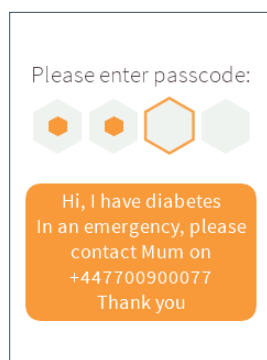 Please enter passcode:
Hi, I have diabetes
In an emergency, please
contact Mum on
+447700900077
Thank you